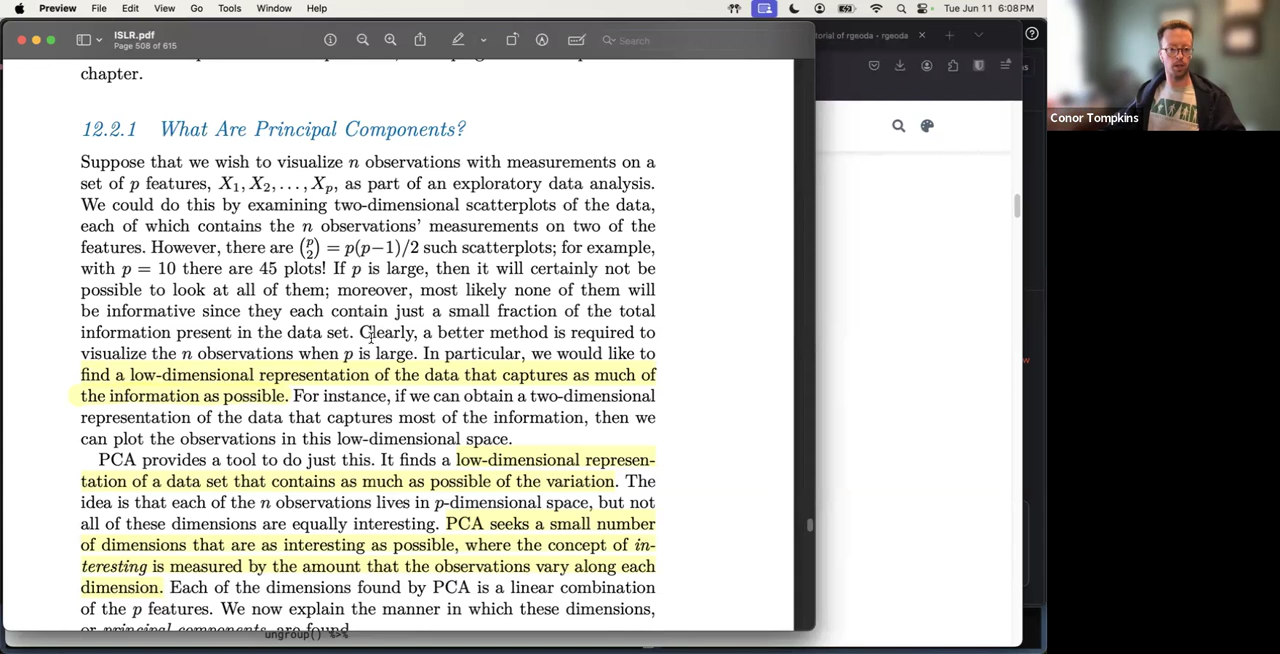 Preview File Edit View Go Tools Window Help Tue Jun 11 6:08 PM
ISLR.pdf
Page 508 of 615
Search
torial of rgeoda • rgeoda
chapter.
12.2.1 What Are Principal Components?
Suppose that we wish to visualize n observations with measurements on a
set of p features, X1, X2, . . . , Xp, as part of an exploratory data analysis.
We could do this by examining two-dimensional scatterplots of the data,
each of which contains the n observations' measurements on two of the
features. However, there are (p 2) = p(p−1)/2 such scatterplots; for example,
with p = 10 there are 45 plots! If p is large, then it will certainly not be
possible to look at all of them; moreover, most likely none of them will
be informative since they each contain just a small fraction of the total
information present in the data set. Clearly, a better method is required to
visualize the n observations when p is large. In particular, we would like to
find a low-dimensional representation of the data that captures as much of
the information as possible. For instance, if we can obtain a two-dimensional
representation of the data that captures most of the information, then we
can plot the observations in this low-dimensional space.
PCA provides a tool to do just this. It finds a low-dimensional represen-
tation of a data set that contains as much as possible of the variation. The
idea is that each of the n observations lives in p-dimensional space, but not
all of these dimensions are equally interesting. PCA seeks a small number
of dimensions that are as interesting as possible, where the concept of in-
teresting is measured by the amount that the observations vary along each
dimension. Each of the dimensions found by PCA is a linear combination
of the p features. We now explain the manner in which these dimensions,
or principal components, are found
ungroup() %>%
Conor Tompkins